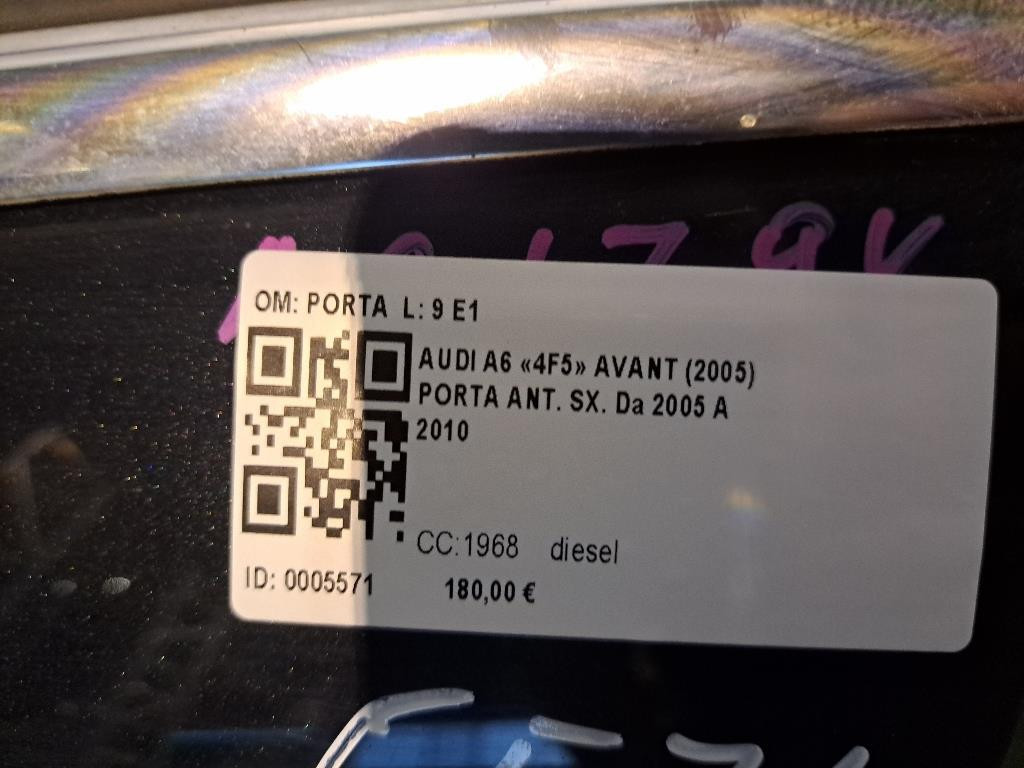 OM: PORTA L: 9 E1
AUDI A6 «4F5» AVANT (2005)
PORTA ANT. SX. Da 2005 A
2010
CC:1968 diesel
ID: 0005571 180,00 €